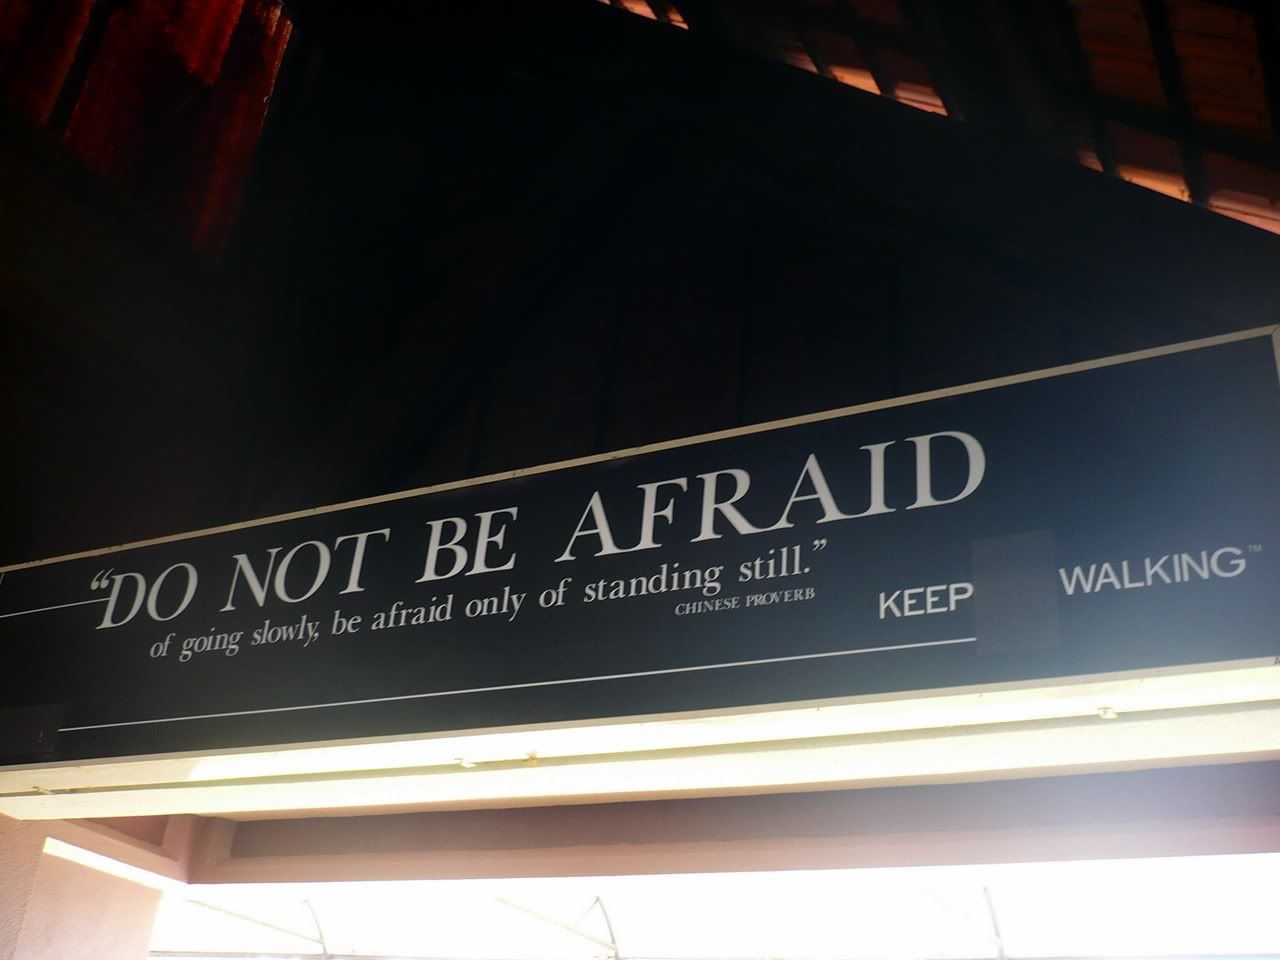 “DO NOT BE AFRAID
of going slowly, be afraid only of standing still.”
CHINESE PROVERB
KEEP WALKING™